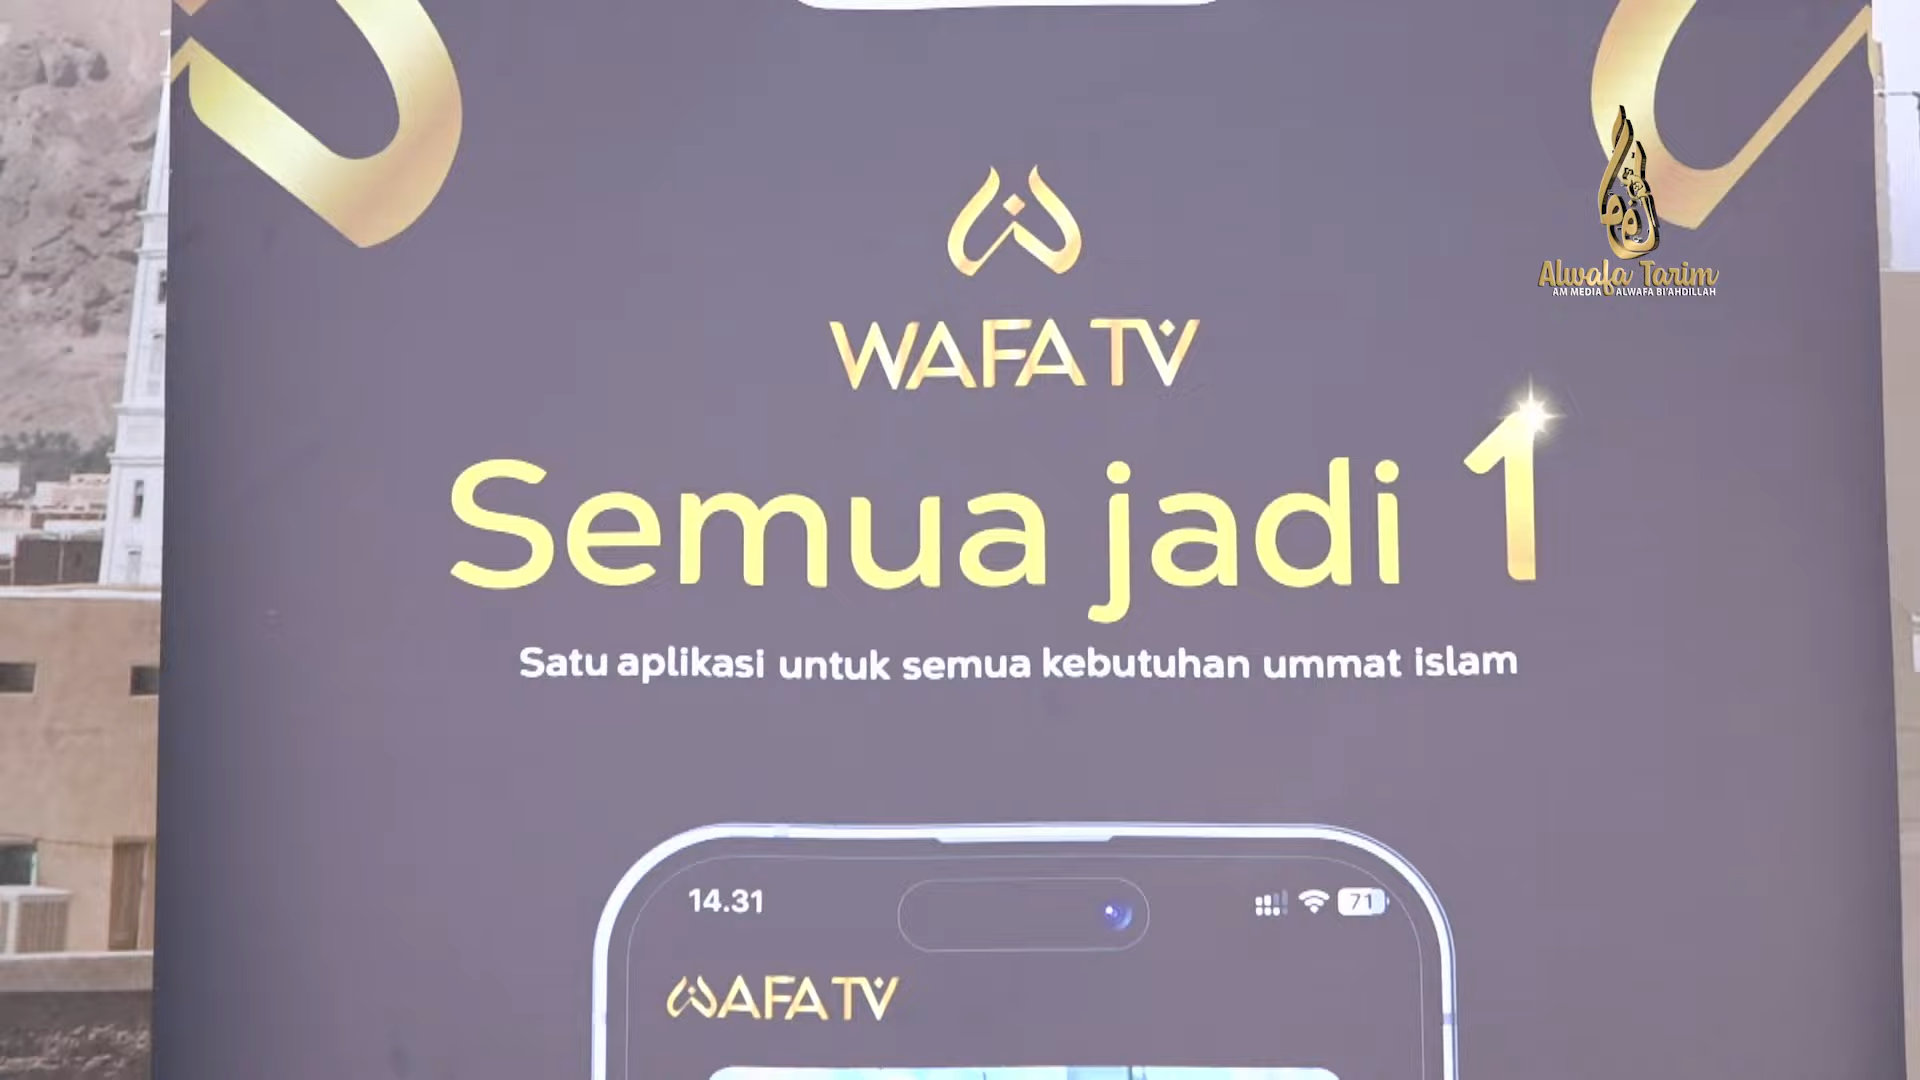 WAFA TV
Alwafa Tarim
AM MEDIA ALWAFA BI'AHDILLAH
Semua jadi 1
Satu aplikasi untuk semua kebutuhan ummat islam
14.31
71
WAFA TV